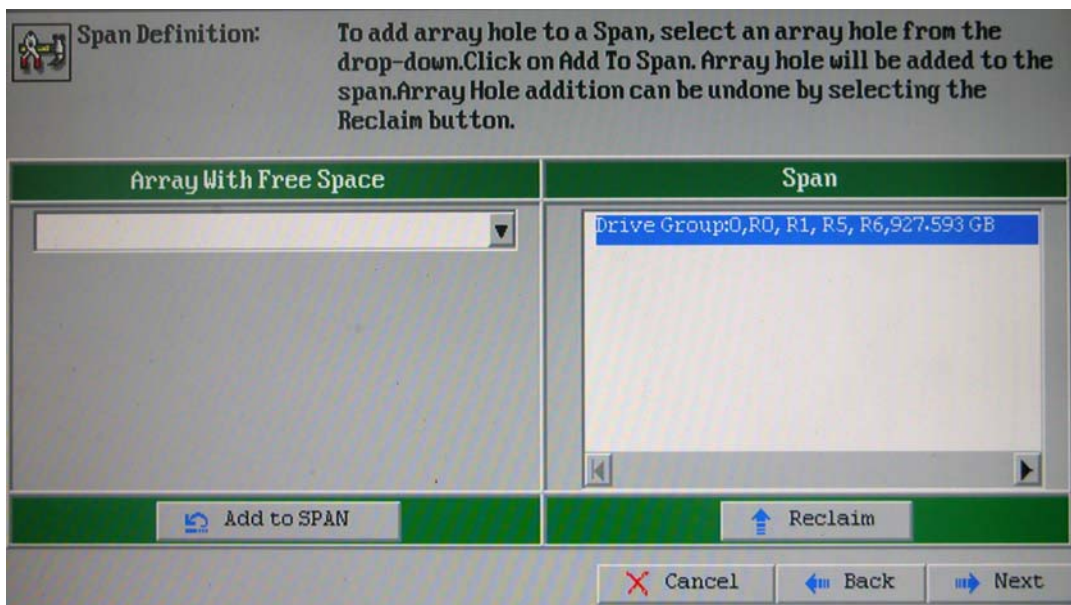 Span Definition:
To add array hole to a Span, select an array hole from the
drop-down.Click on Add To Span. Array hole will be added to the
span.Array Hole addition can be undone by selecting the
Reclaim button.
Array With Free Space
Span
Drive Group:0,R0, R1, R5, R6,927.593 GB
Add to SPAN
Reclaim
Cancel
Back
Next